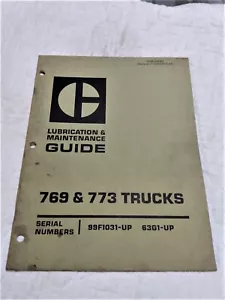 LUBRICATION &
MAINTENANCE
GUIDE
769 & 773 TRUCKS
SERIAL
NUMBERS
99F1031-UP 63G1-UP